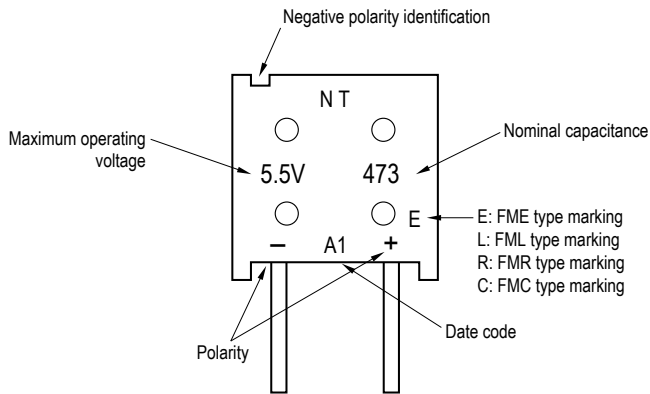 Negative polarity identification
N T
Maximum operating
voltage
5.5V
473
Nominal capacitance
E
E: FME type marking
L: FML type marking
R: FMR type marking
C: FMC type marking
– A1 +
Date code
Polarity